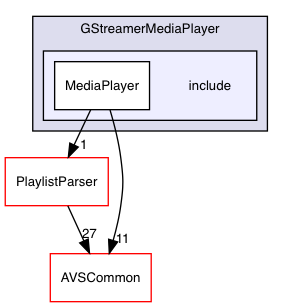 GStreamerMediaPlayer
MediaPlayer
include
1
PlaylistParser
27
11
AVSCommon